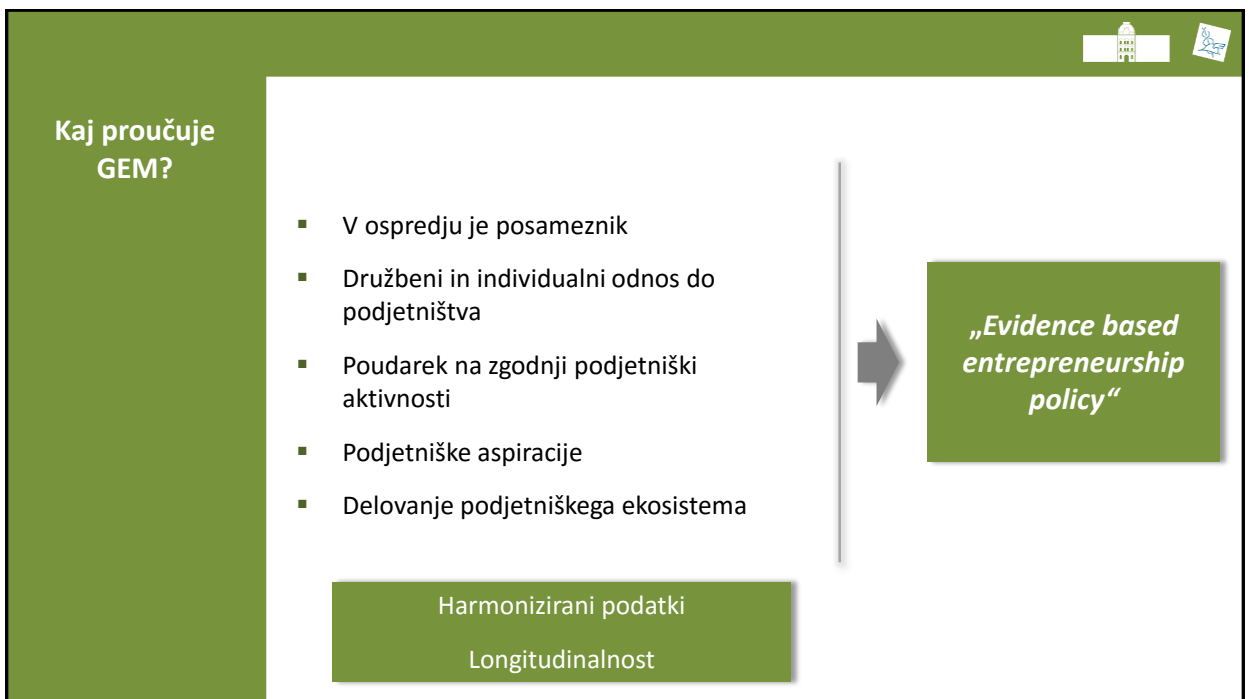 Kaj proučuje
GEM?
▪ V ospredju je posameznik
▪ Družbeni in individualni odnos do
podjetništva
▪ Poudarek na zgodnji podjetniški
aktivnosti
▪ Podjetniške aspiracije
▪ Delovanje podjetniškega ekosistema
Harmonizirani podatki
Longitudinalnost
„Evidence based
entrepreneurship
policy“